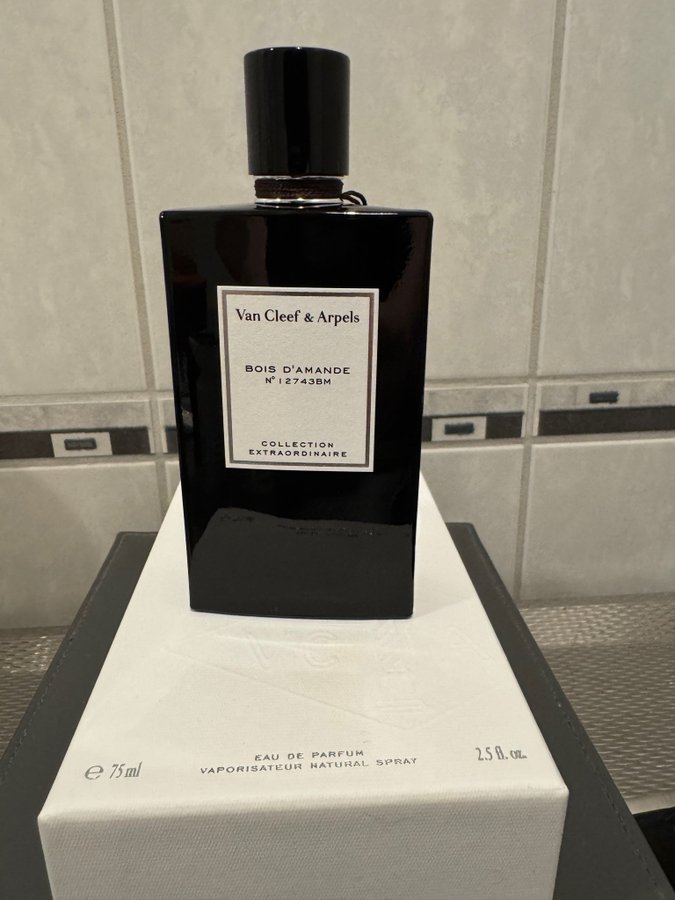 Van Cleef & Arpels
BOIS D'AMANDE
N° 12743BM
COLLECTION
EXTRAORDINAIRE
VCA
EAU DE PARFUM
VAPORISATEUR NATURAL SPRAY
℮ 75 ml
2.5 fl. oz.